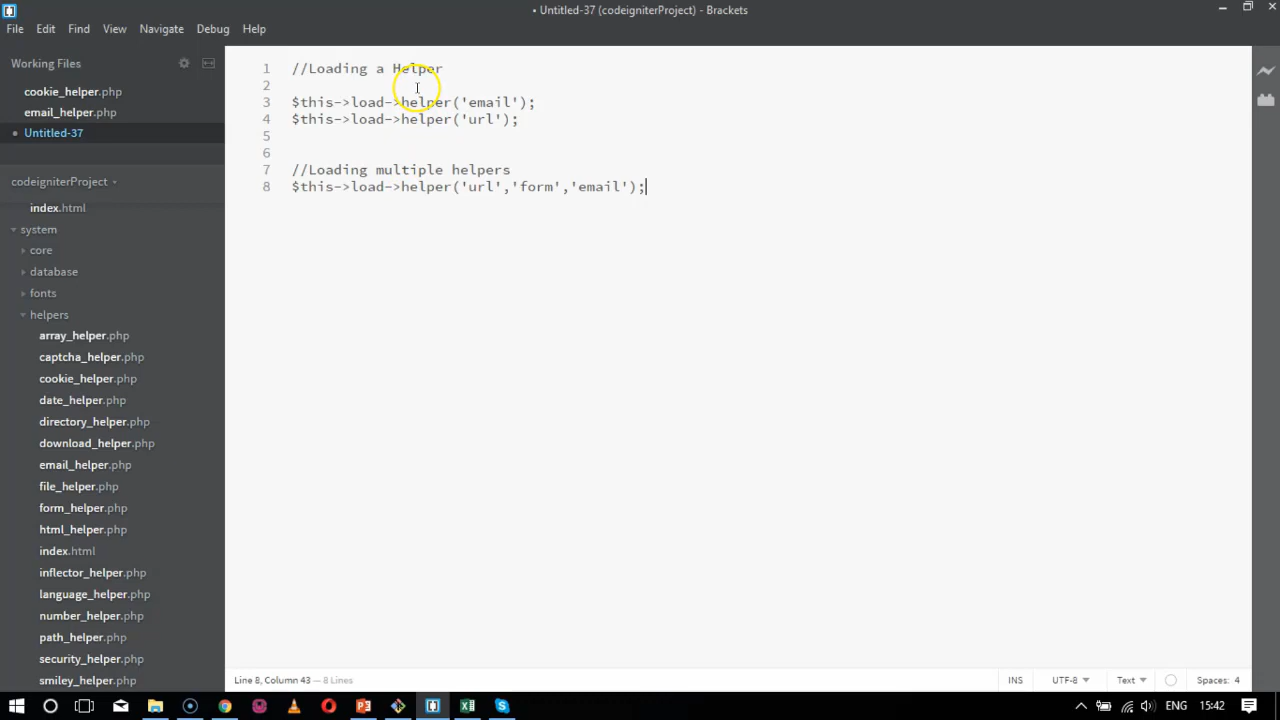 • Untitled-37 (codeigniterProject) - Brackets
File Edit Find View Navigate Debug Help
Working Files
cookie_helper.php
email_helper.php
• Untitled-37
codeigniterProject
index.html
system
core
database
fonts
helpers
array_helper.php
captcha_helper.php
cookie_helper.php
date_helper.php
directory_helper.php
download_helper.php
email_helper.php
file_helper.php
form_helper.php
html_helper.php
index.html
inflector_helper.php
language_helper.php
number_helper.php
path_helper.php
security_helper.php
smiley_helper.php
1 //Loading a Helper
2
3 $this->load->helper('email');
4 $this->load->helper('url');
5
6
7 //Loading multiple helpers
8 $this->load->helper('url','form','email');
Line 8, Column 43 — 8 Lines
INS UTF-8 Text Spaces: 4
ENG 15:42